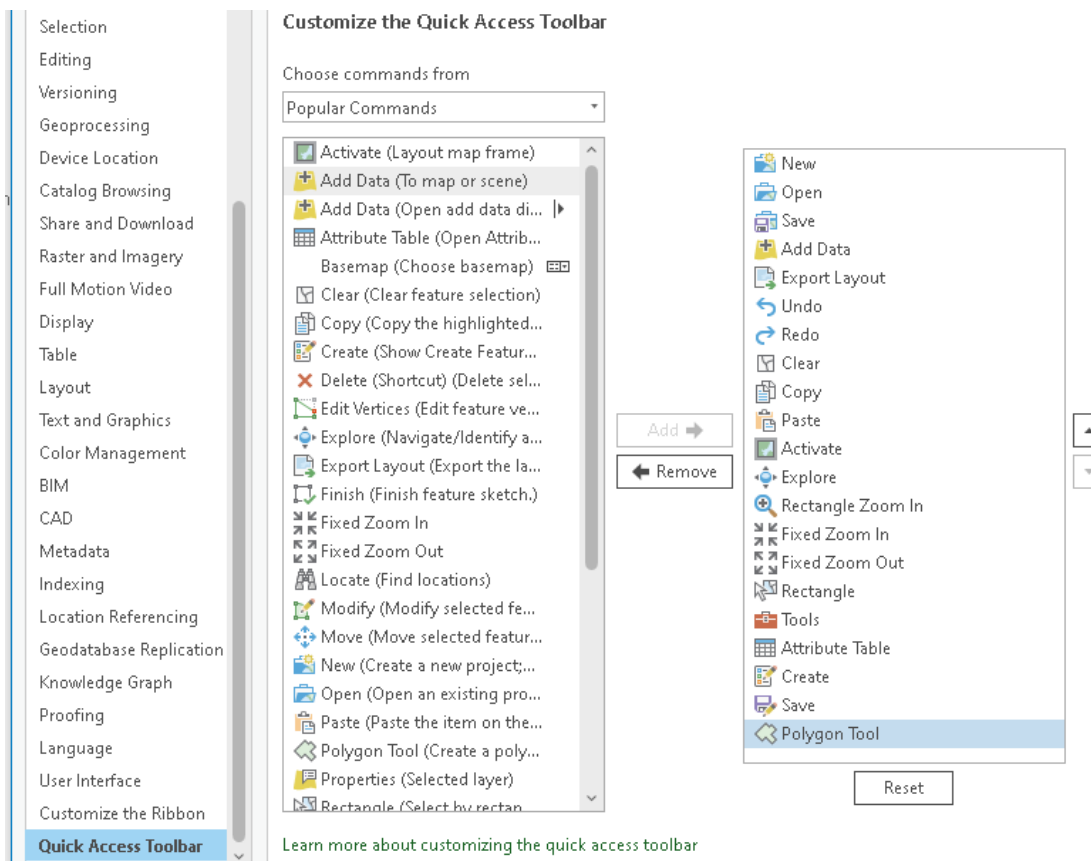 Selection
Editing
Versioning
Geoprocessing
Device Location
Catalog Browsing
Share and Download
Raster and Imagery
Full Motion Video
Display
Table
Layout
Text and Graphics
Color Management
BIM
CAD
Metadata
Indexing
Location Referencing
Geodatabase Replication
Knowledge Graph
Proofing
Language
User Interface
Customize the Ribbon
Quick Access Toolbar
Customize the Quick Access Toolbar
Choose commands from
Popular Commands
Activate (Layout map frame)
Add Data (To map or scene)
Add Data (Open add data di...
Attribute Table (Open Attrib...
Basemap (Choose basemap)
Clear (Clear feature selection)
Copy (Copy the highlighted...
Create (Show Create Featur...
Delete (Shortcut) (Delete sel...
Edit Vertices (Edit feature ve...
Explore (Navigate/Identify a...
Export Layout (Export the la...
Finish (Finish feature sketch.)
Fixed Zoom In
Fixed Zoom Out
Locate (Find locations)
Modify (Modify selected fe...
Move (Move selected featur...
New (Create a new project;...
Open (Open an existing pro...
Paste (Paste the item on the...
Polygon Tool (Create a poly...
Properties (Selected layer)
Rectangle (Select by rectan...
Add
Remove
New
Open
Save
Add Data
Export Layout
Undo
Redo
Clear
Copy
Paste
Activate
Explore
Rectangle Zoom In
Fixed Zoom In
Fixed Zoom Out
Rectangle
Tools
Attribute Table
Create
Save
Polygon Tool
Reset
Learn more about customizing the quick access toolbar